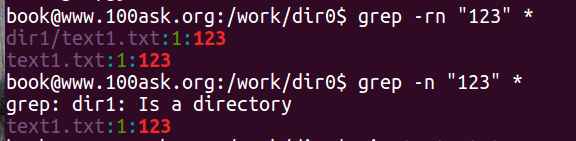 book@www.100ask.org:/work/dir0$ grep -rn "123" *
dir1/text1.txt:1:123
text1.txt:1:123
book@www.100ask.org:/work/dir0$ grep -n "123" *
grep: dir1: Is a directory
text1.txt:1:123